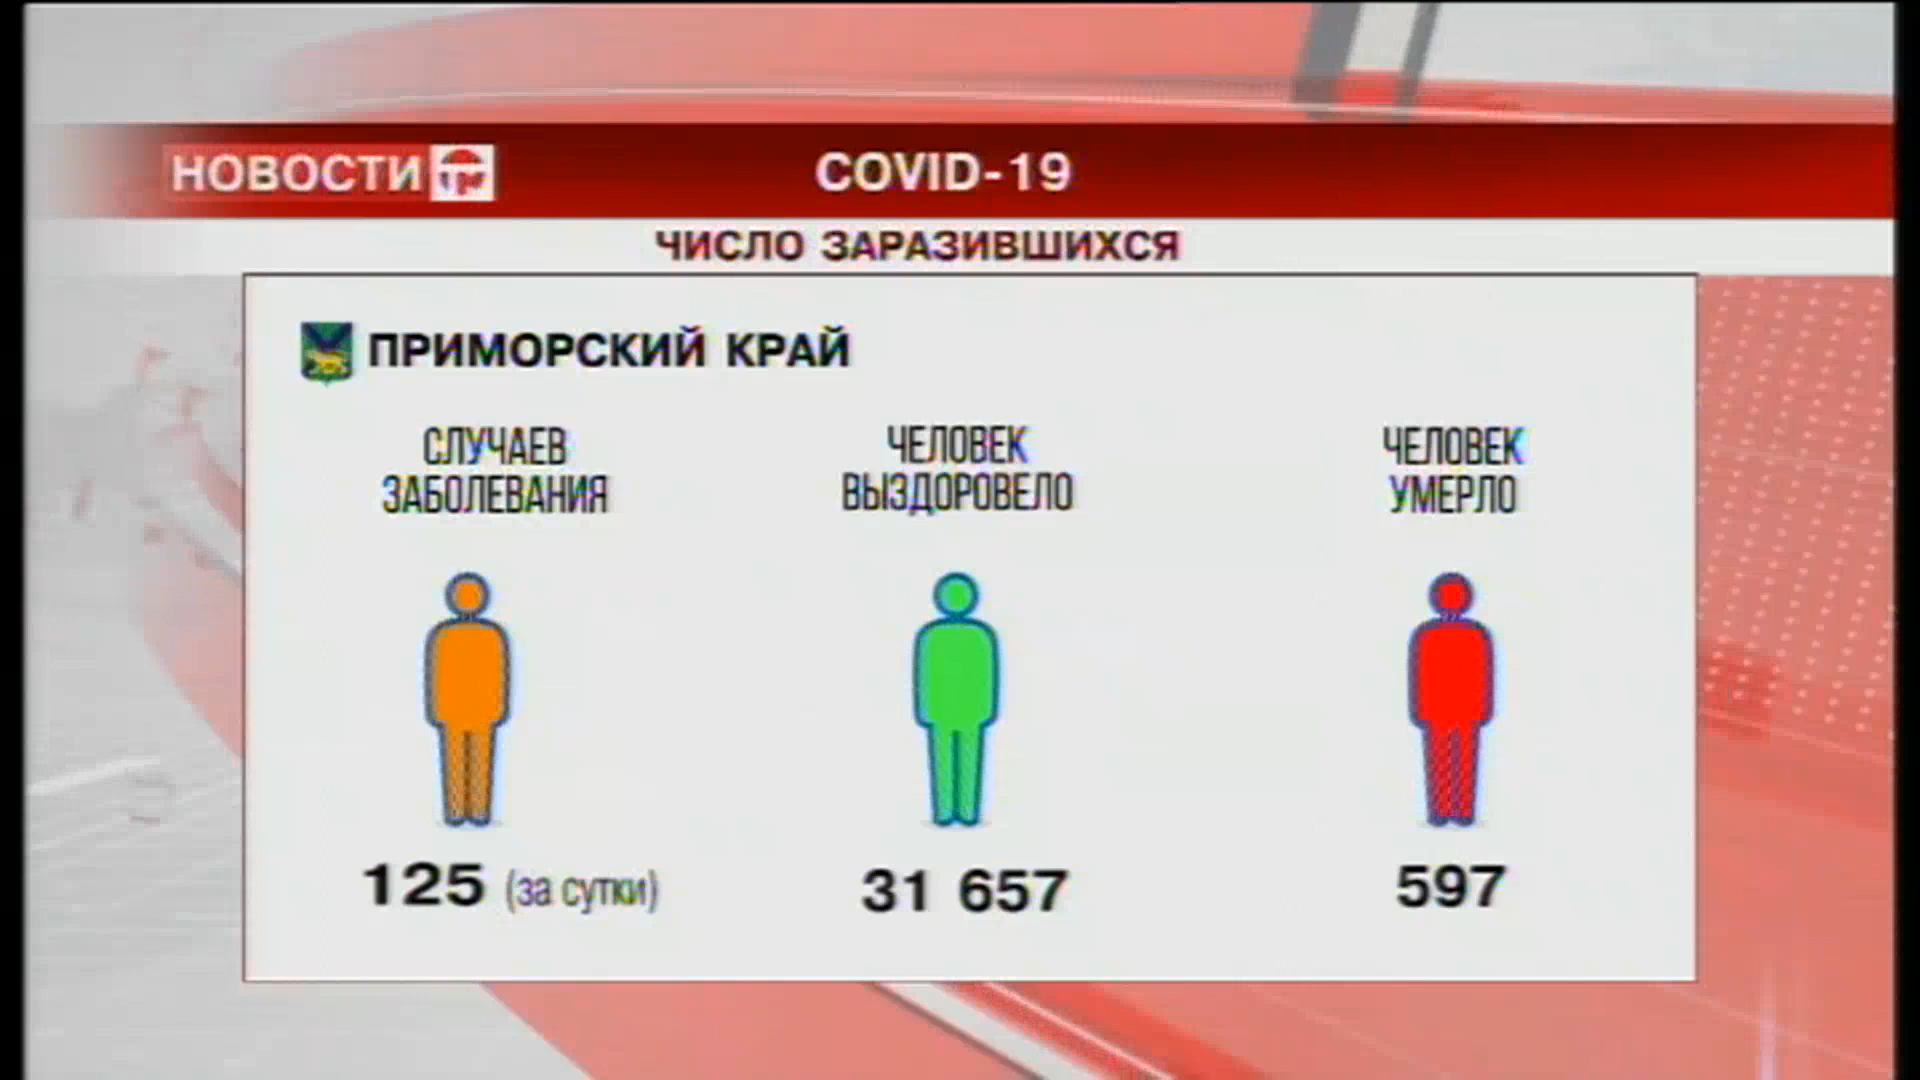 НОВОСТИ
COVID-19
ЧИСЛО ЗАРАЗИВШИХСЯ
ПРИМОРСКИЙ КРАЙ
СЛУЧАЕВ
ЗАБОЛЕВАНИЯ
125 (за сутки)
ЧЕЛОВЕК
ВЫЗДОРОВЕЛО
31 657
ЧЕЛОВЕК
УМЕРЛО
597